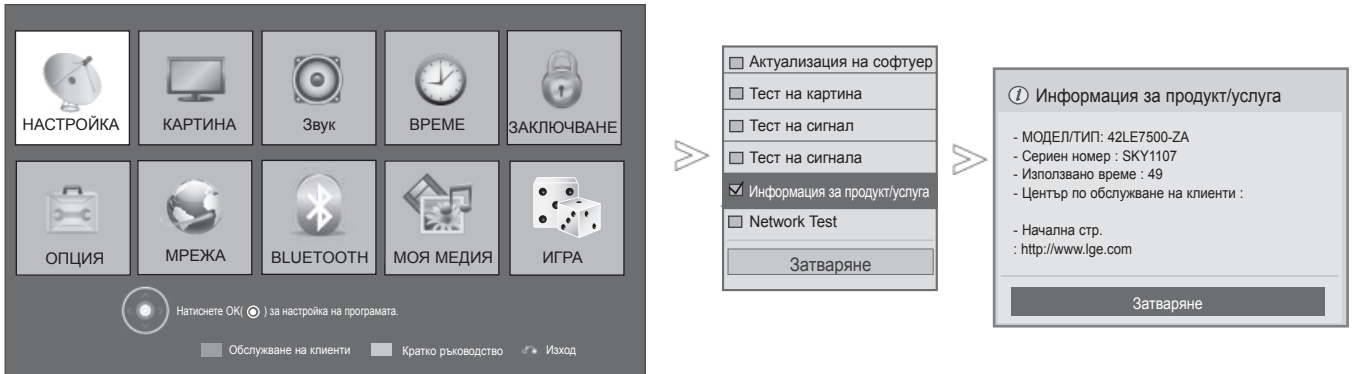 НАСТРОЙКА
КАРТИНА
Звук
ВРЕМЕ
ЗАКЛЮЧВАНЕ
ОПЦИЯ
МРЕЖА
BLUETOOTH
МОЯ МЕДИЯ
ИГРА
Натиснете OK( ) за настройка на програмата.
Обслужване на клиенти
Кратко ръководство
Изход
Актуализация на софтуер
Тест на картина
Тест на сигнал
Тест на сигнала
Информация за продукт/услуга
Network Test
Затваряне
Информация за продукт/услуга
- МОДЕЛ/ТИП: 42LE7500-ZA
- Сериен номер : SKY1107
- Използвано време : 49
- Център по обслужване на клиенти :
- Начална стр.
: http://www.lge.com
Затваряне